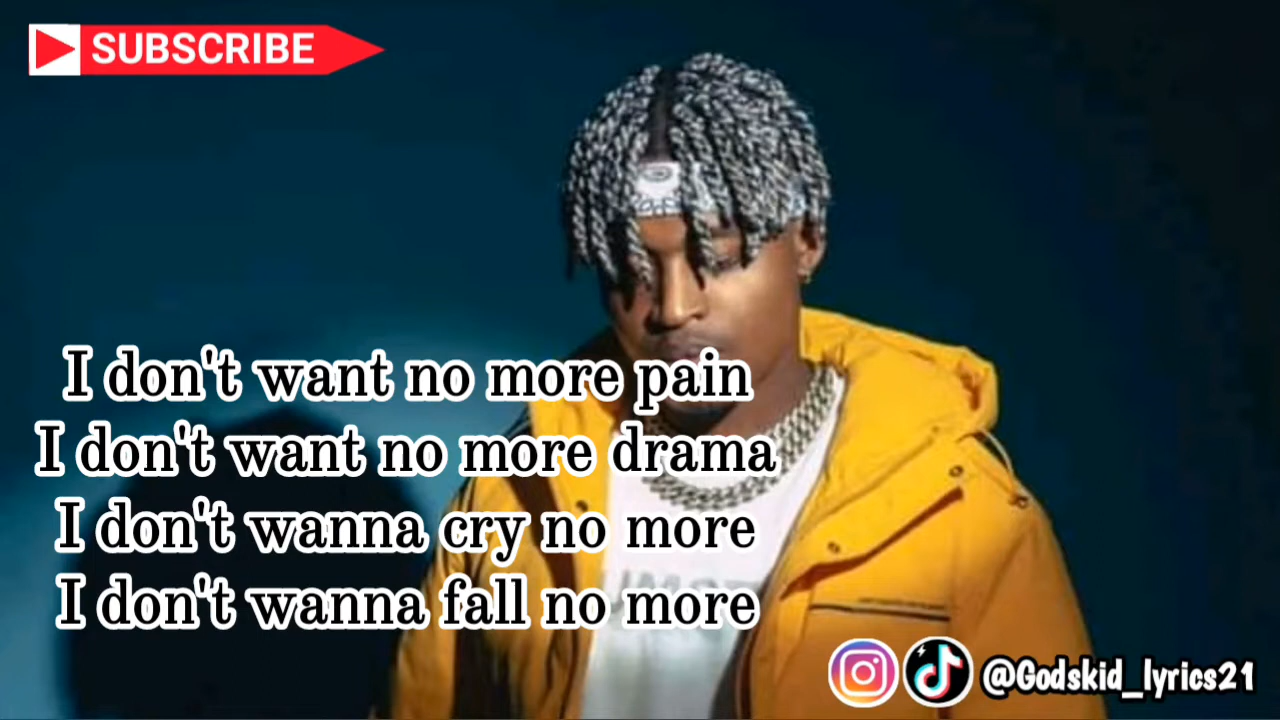 SUBSCRIBE
I don't want no more pain
I don't want no more drama
I don't wanna cry no more
I don't wanna fall no more
@Godskid_lyrics21